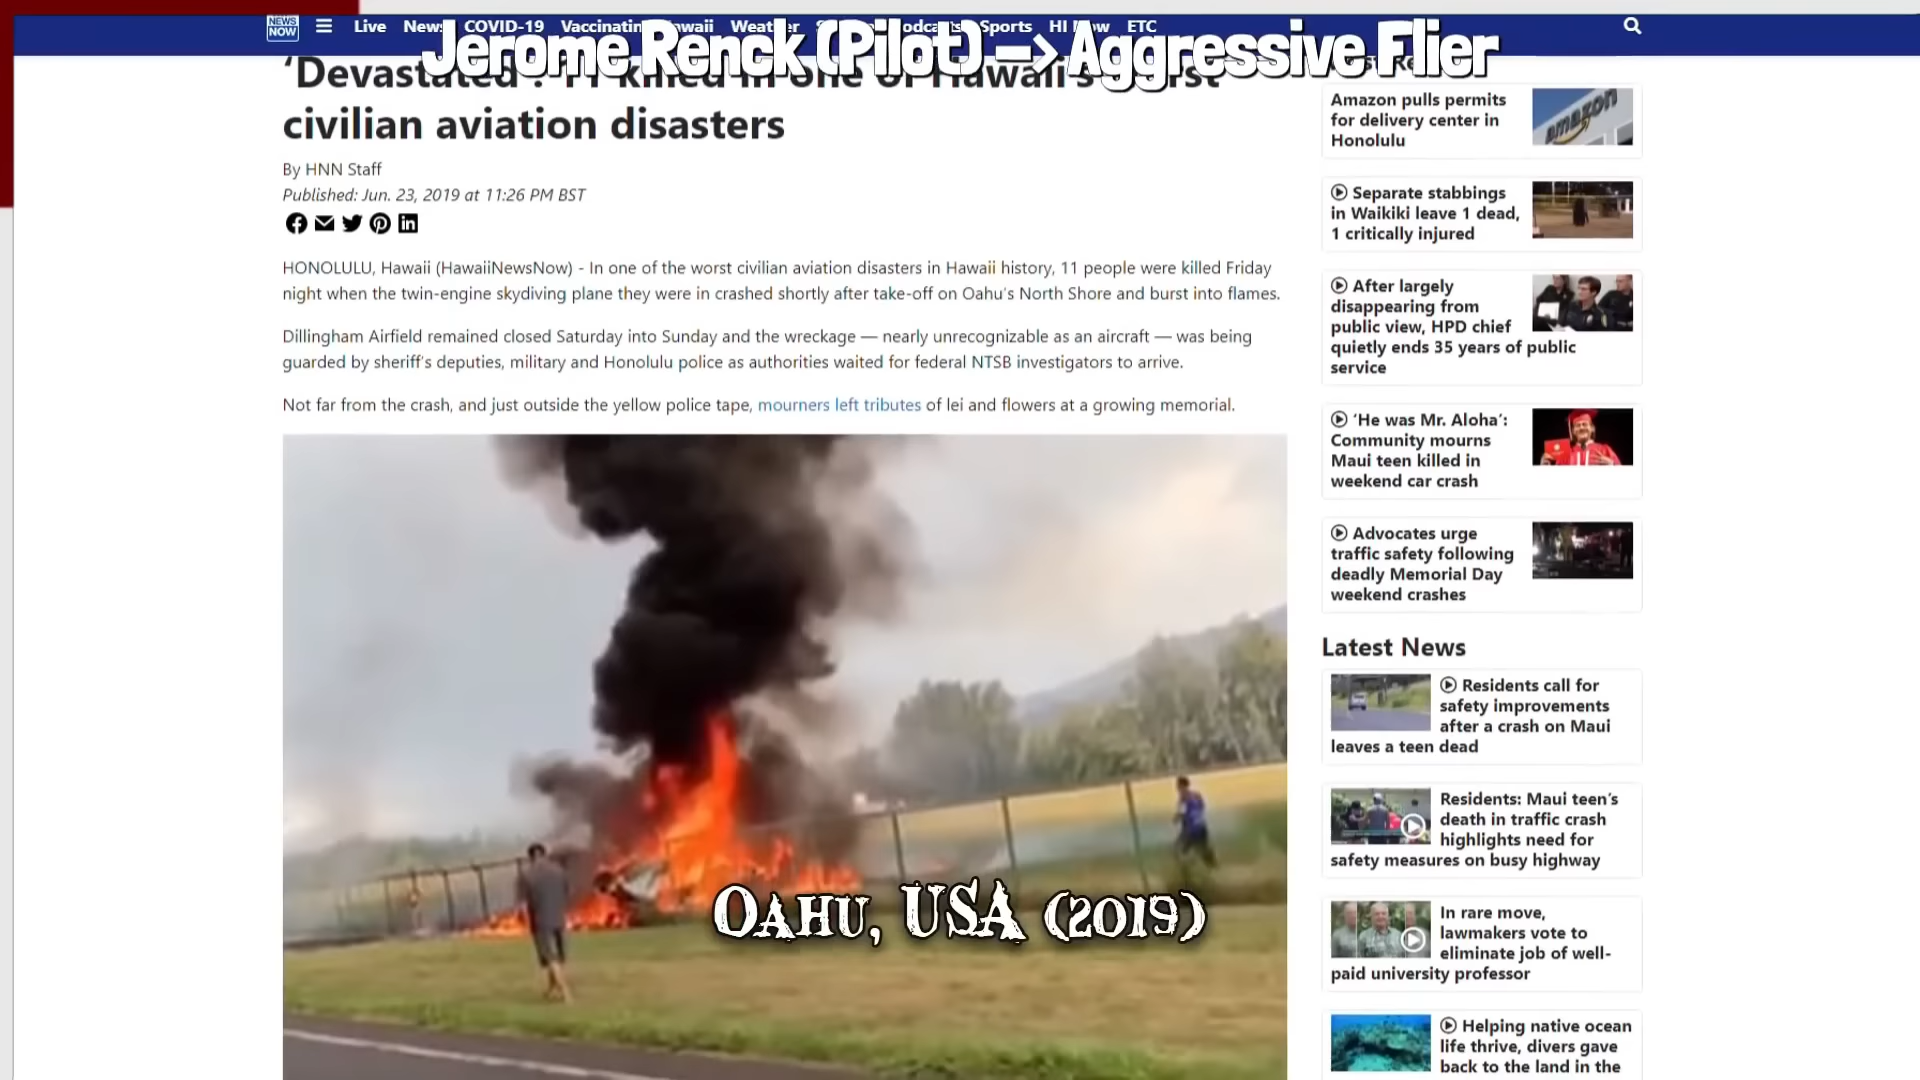 NEWS
NOW
Live
COVID-19
Sports
ETC
Jerome Renck (Pilot) –> Aggressive Flier
civilian aviation disasters
By HNN Staff
Published: Jun. 23, 2019 at 11:26 PM BST
HONOLULU, Hawaii (HawaiiNewsNow) - In one of the worst civilian aviation disasters in Hawaii history, 11 people were killed Friday
night when the twin-engine skydiving plane they were in crashed shortly after take-off on Oahu's North Shore and burst into flames.
Dillingham Airfield remained closed Saturday into Sunday and the wreckage — nearly unrecognizable as an aircraft — was being
guarded by sheriff's deputies, military and Honolulu police as authorities waited for federal NTSB investigators to arrive.
Not far from the crash, and just outside the yellow police tape, mourners left tributes of lei and flowers at a growing memorial.
Oahu, USA (2019)
Amazon pulls permits
for delivery center in
Honolulu
amazon
Separate stabbings
in Waikiki leave 1 dead,
1 critically injured
After largely
disappearing from
public view, HPD chief
quietly ends 35 years of public
service
‘He was Mr. Aloha’:
Community mourns
Maui teen killed in
weekend car crash
Advocates urge
traffic safety following
deadly Memorial Day
weekend crashes
Latest News
Residents call for
safety improvements
after a crash on Maui
leaves a teen dead
Residents: Maui teen’s
death in traffic crash
highlights need for
safety measures on busy highway
In rare move,
lawmakers vote to
eliminate job of well-
paid university professor
Helping native ocean
life thrive, divers gave
back to the land in the